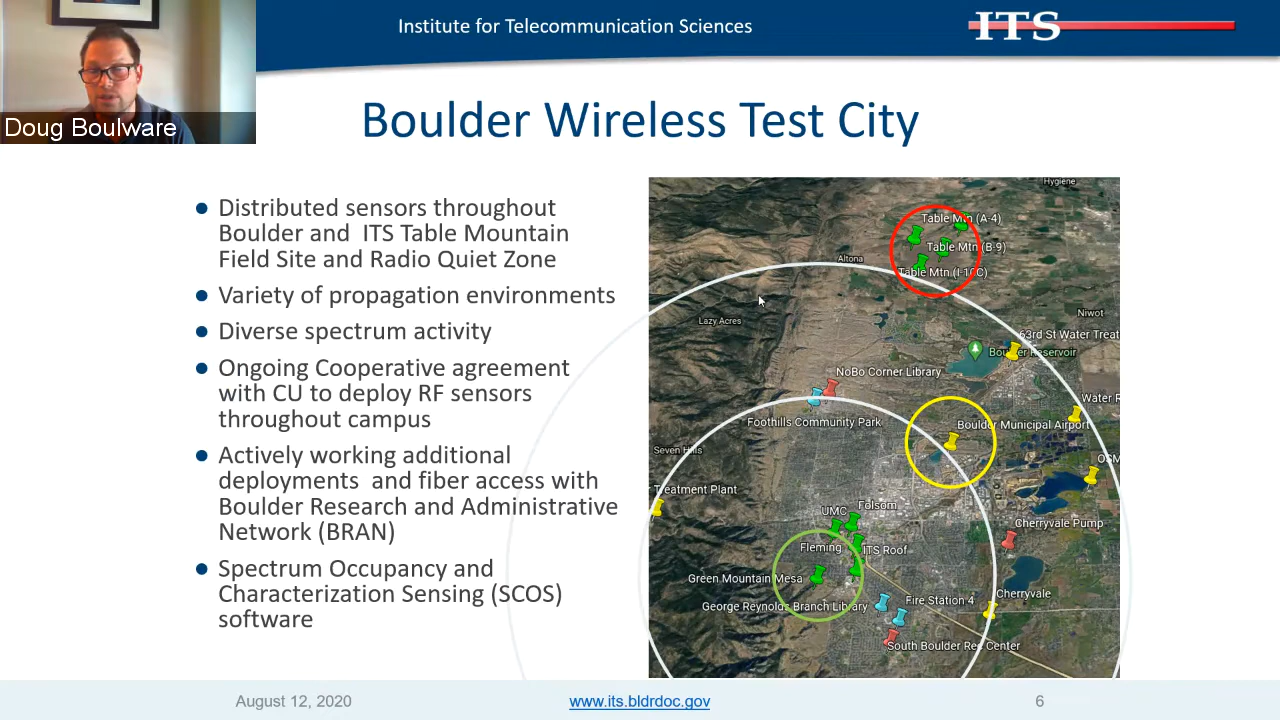 Institute for Telecommunication Sciences
ITS
Doug Boulware
Boulder Wireless Test City
Distributed sensors throughout
Boulder and ITS Table Mountain
Field Site and Radio Quiet Zone
Variety of propagation environments
Diverse spectrum activity
Ongoing Cooperative agreement
with CU to deploy RF sensors
throughout campus
Actively working additional
deployments and fiber access with
Boulder Research and Administrative
Network (BRAN)
Spectrum Occupancy and
Characterization Sensing (SCOS)
software
Hygiene
Table Mtn (A-4)
Table Mtn (B-9)
Altona
Table Mtn (I-10C)
Niwot
Lazy Acres
63rd St Water Treat
Boulder Reservoir
NoBo Corner Library
Water R
Foothills Community Park
Boulder Municipal Airport
Seven Hills
OSM
Treatment Plant
Folsom
UMC
Cherryvale Pump
Fleming
ITS Roof
Green Mountain Mesa
Cherryvale
George Reynolds Branch Library
Fire Station 4
South Boulder Rec Center
August 12, 2020
www.its.bldrdoc.gov
6